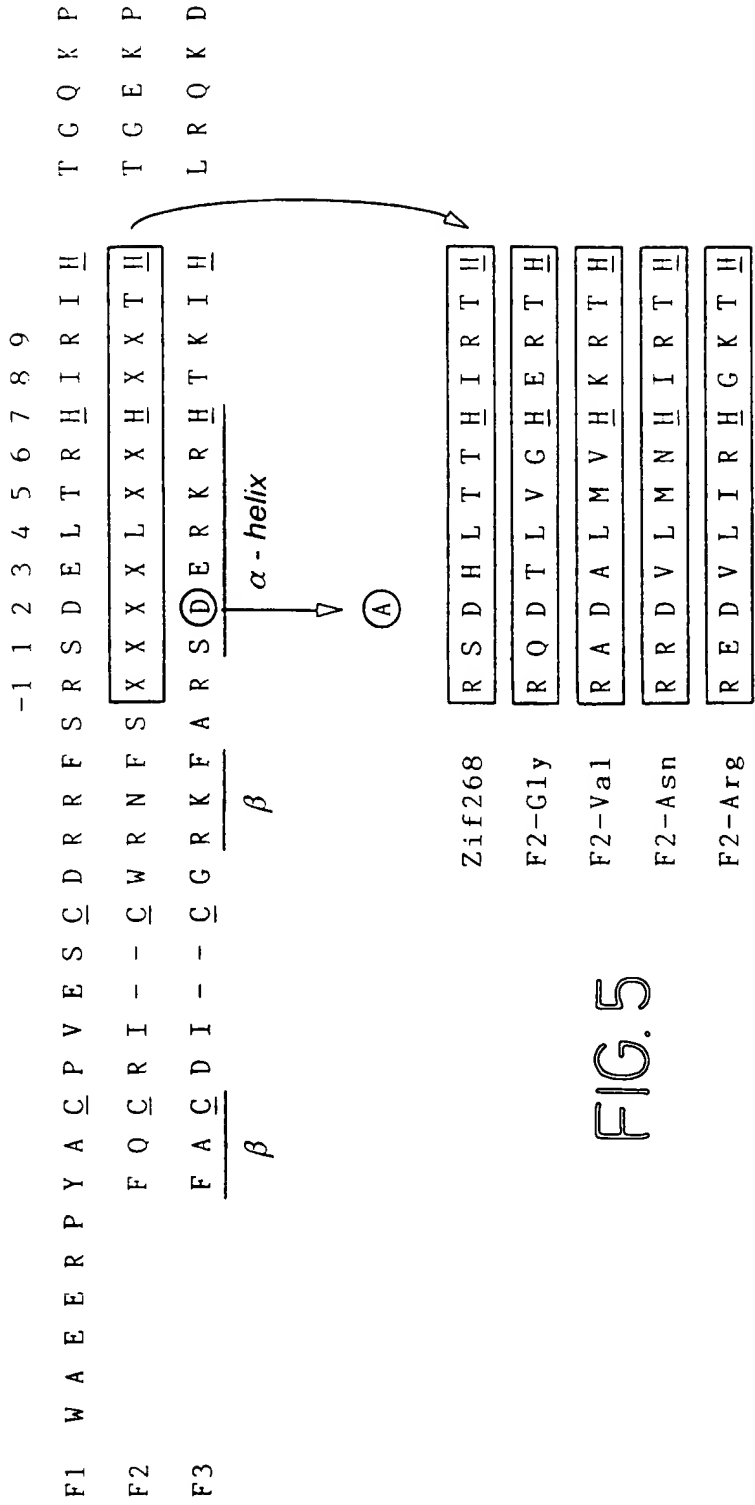 -1 1 2 3 4 5 6 7 8 9
F1 W A E E R P Y A C P V E S C D R R F S R S D E L T R H I R I H T G Q K P
F2 F Q C R I - - C W R N F S X X X X L X X H X X T H T G E K P
F3 F A C D I - - C G R K F A R S D E R K R H T K I H L R Q K D
β β α - helix
A
Zif268 R S D H L T T H I R T H
F2-Gly R Q D T L V G H E R T H
F2-Val R A D A L M V H K R T H
F2-Asn R R D V L M N H I R T H
F2-Arg R E D V L I R H G K T H
FIG. 5